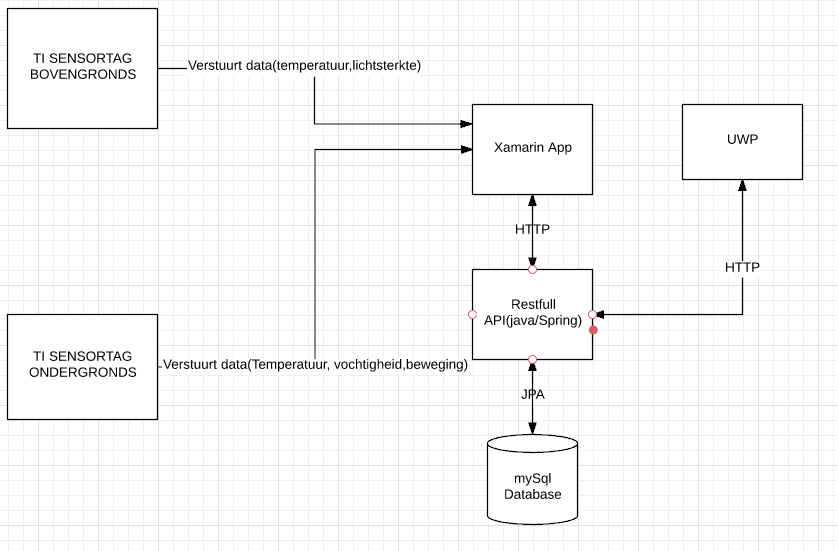 TI SENSORTAG
BOVENGRONDS
Verstuurt data(temperatuur,lichtsterkte)
Xamarin App
UWP
HTTP
HTTP
Restfull
API(java/Spring)
TI SENSORTAG
ONDERGRONDS
Verstuurt data(Temperatuur, vochtigheid,beweging)
JPA
mySql
Database